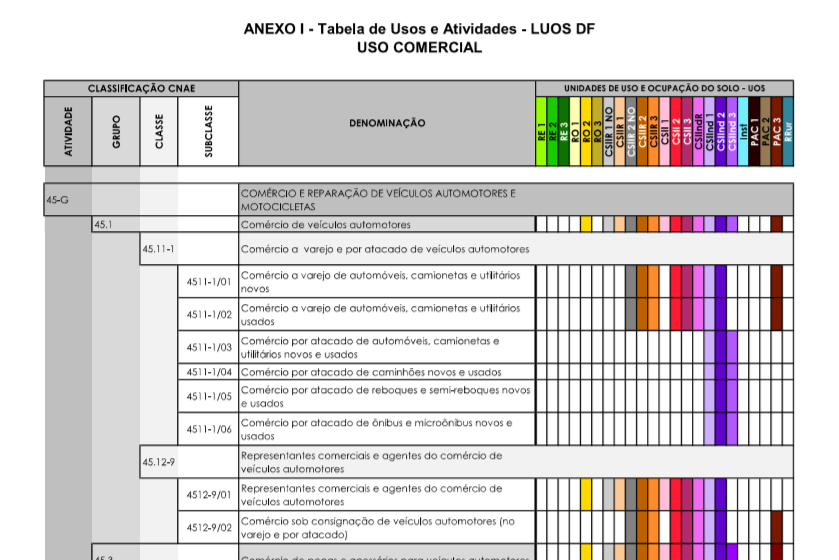 ANEXO I - Tabela de Usos e Atividades - LUOS DF
USO COMERCIAL
CLASSIFICAÇÃO CNAE
UNIDADES DE USO E OCUPAÇÃO DO SOLO - UOS
ATIVIDADE
GRUPO
CLASSE
SUBCLASSE
DENOMINAÇÃO
RE 1
RE 2
RE 3
RO 1
RO 2
RO 3
CSIIR 1 NO
CSIIR 1
CSIIR 2 NO
CSIIR 2
CSIIR 3
CSII 1
CSII 2
CSII 3
CSIIndR
CSIInd 1
CSIInd 2
CSIInd 3
Inst
PAC 1
PAC 2
PAC 3
RRur
45-G
COMÉRCIO E REPARAÇÃO DE VEÍCULOS AUTOMOTORES E
MOTOCICLETAS
45.1
Comércio de veículos automotores
45.11-1
Comércio a varejo e por atacado de veículos automotores
4511-1/01
Comércio a varejo de automóveis, camionetas e utilitários
novos
4511-1/02
Comércio a varejo de automóveis, camionetas e utilitários
usados
4511-1/03
Comércio por atacado de automóveis, camionetas e
utilitários novos e usados
4511-1/04
Comércio por atacado de caminhões novos e usados
4511-1/05
Comércio por atacado de reboques e semi-reboques novos
e usados
4511-1/06
Comércio por atacado de ônibus e microônibus novos e
usados
45.12-9
Representantes comerciais e agentes do comércio de
veículos automotores
4512-9/01
Representantes comerciais e agentes do comércio de
veículos automotores
4512-9/02
Comércio sob consignação de veículos automotores (no
varejo e por atacado)
45.3
Comércio de peças e acessórios para veículos automotores